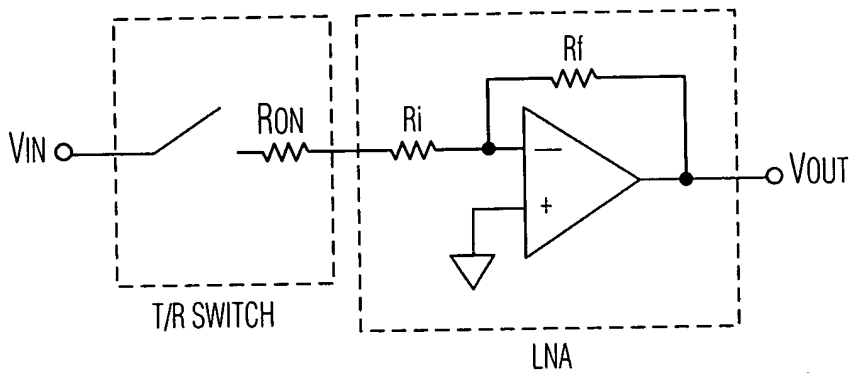 Rf
RON
Ri
VIN
−
+
VOUT
T/R SWITCH
LNA